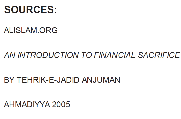 SOURCES:
ALISLAM.ORG
AN INTRODUCTION TO FINANCIAL SACRIFICE
BY TEHRIK-E-JADID ANJUMAN
AHMADIYYA 2005